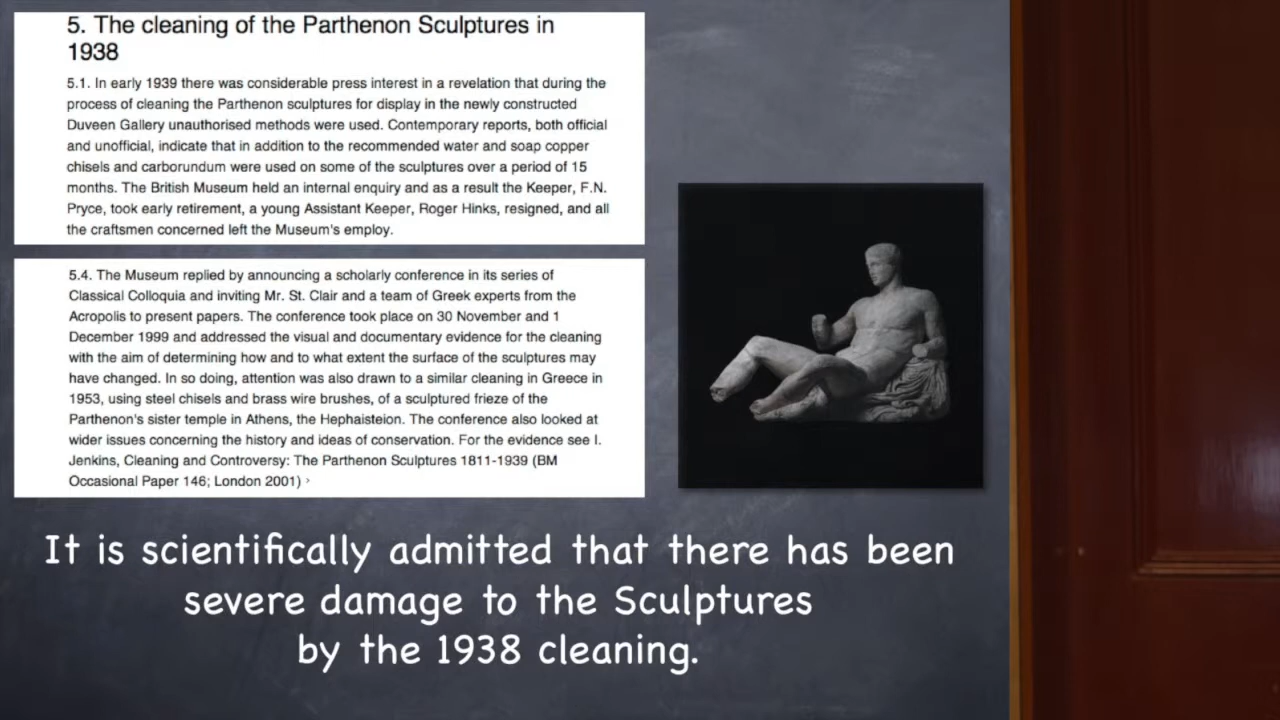 5. The cleaning of the Parthenon Sculptures in
1938
5.1. In early 1939 there was considerable press interest in a revelation that during the
process of cleaning the Parthenon sculptures for display in the newly constructed
Duveen Gallery unauthorised methods were used. Contemporary reports, both official
and unofficial, indicate that in addition to the recommended water and soap copper
chisels and carborundum were used on some of the sculptures over a period of 15
months. The British Museum held an internal enquiry and as a result the Keeper, F.N.
Pryce, took early retirement, a young Assistant Keeper, Roger Hinks, resigned, and all
the craftsmen concerned left the Museum's employ.
5.4. The Museum replied by announcing a scholarly conference in its series of
Classical Colloquia and inviting Mr. St. Clair and a team of Greek experts from the
Acropolis to present papers. The conference took place on 30 November and 1
December 1999 and addressed the visual and documentary evidence for the cleaning
with the aim of determining how and to what extent the surface of the sculptures may
have changed. In so doing, attention was also drawn to a similar cleaning in Greece in
1953, using steel chisels and brass wire brushes, of a sculptured frieze of the
Parthenon's sister temple in Athens, the Hephaisteion. The conference also looked at
wider issues concerning the history and ideas of conservation. For the evidence see I.
Jenkins, Cleaning and Controversy: The Parthenon Sculptures 1811-1939 (BM
Occasional Paper 146; London 2001) ›
It is scientifically admitted that there has been
severe damage to the Sculptures
by the 1938 cleaning.